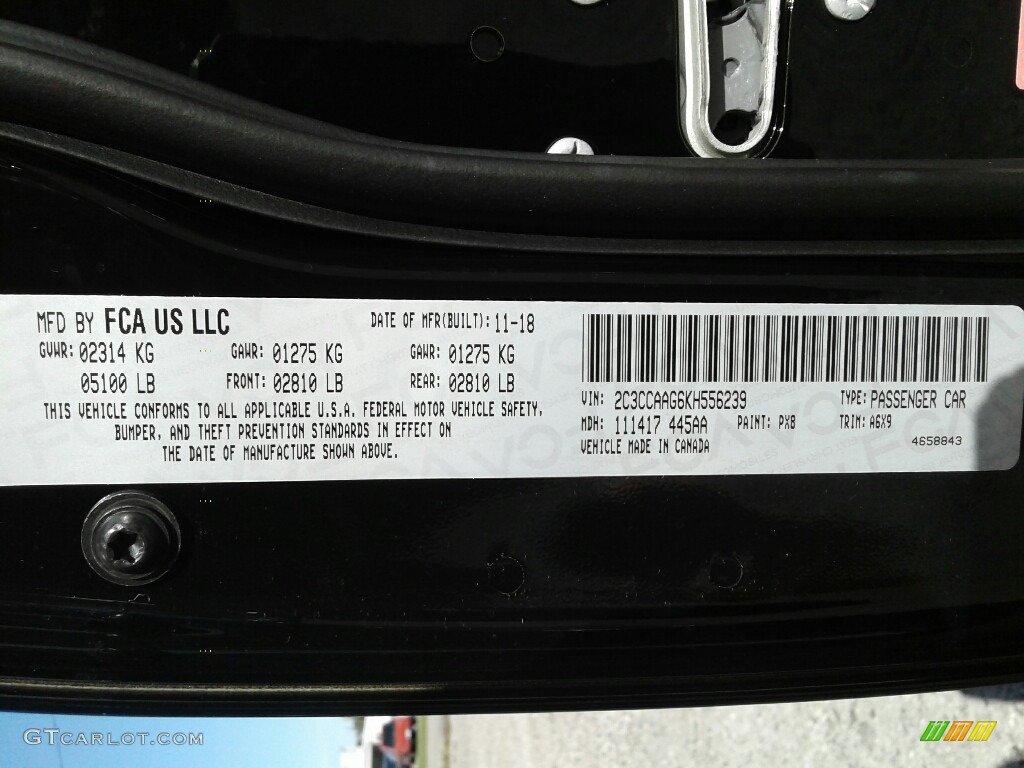 MFD BY FCA US LLC DATE OF MFR(BUILT): 11-18
GVWR: 02314 KG GAWR: 01275 KG GAWR: 01275 KG
05100 LB FRONT: 02810 LB REAR: 02810 LB
THIS VEHICLE CONFORMS TO ALL APPLICABLE U.S.A. FEDERAL MOTOR VEHICLE SAFETY,
BUMPER, AND THEFT PREVENTION STANDARDS IN EFFECT ON
THE DATE OF MANUFACTURE SHOWN ABOVE.
VIN: 2C3CCAAG6KH556239 TYPE: PASSENGER CAR
MDH: 111417 445AA PAINT: PX8 TRIM: A6X9
VEHICLE MADE IN CANADA 4658843
GTCARLOT.COM